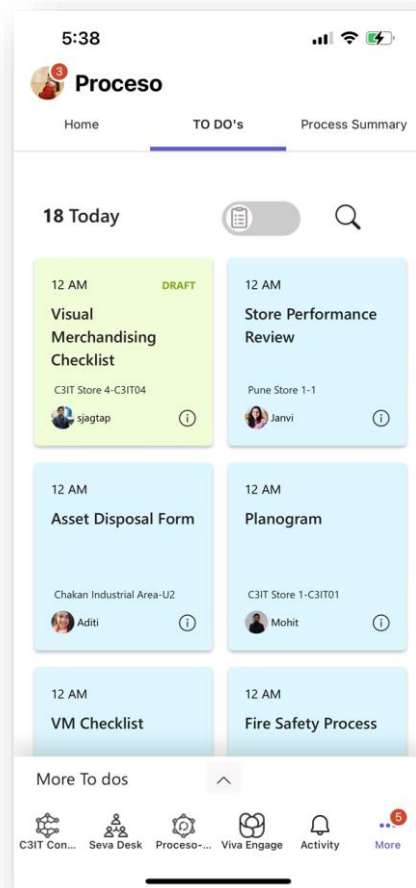 5:38
3
Proceso
Home TO DO's Process Summary
18 Today
12 AM DRAFT
Visual
Merchandising
Checklist
C3IT Store 4-C3IT04
sjagtap
12 AM
Store Performance
Review
Pune Store 1-1
Janvi
12 AM
Asset Disposal Form
Chakan Industrial Area-U2
Aditi
12 AM
Planogram
C3IT Store 1-C3IT01
Mohit
12 AM
VM Checklist
12 AM
Fire Safety Process
More To dos
5
C3IT Con... Seva Desk Proceso-... Viva Engage Activity More